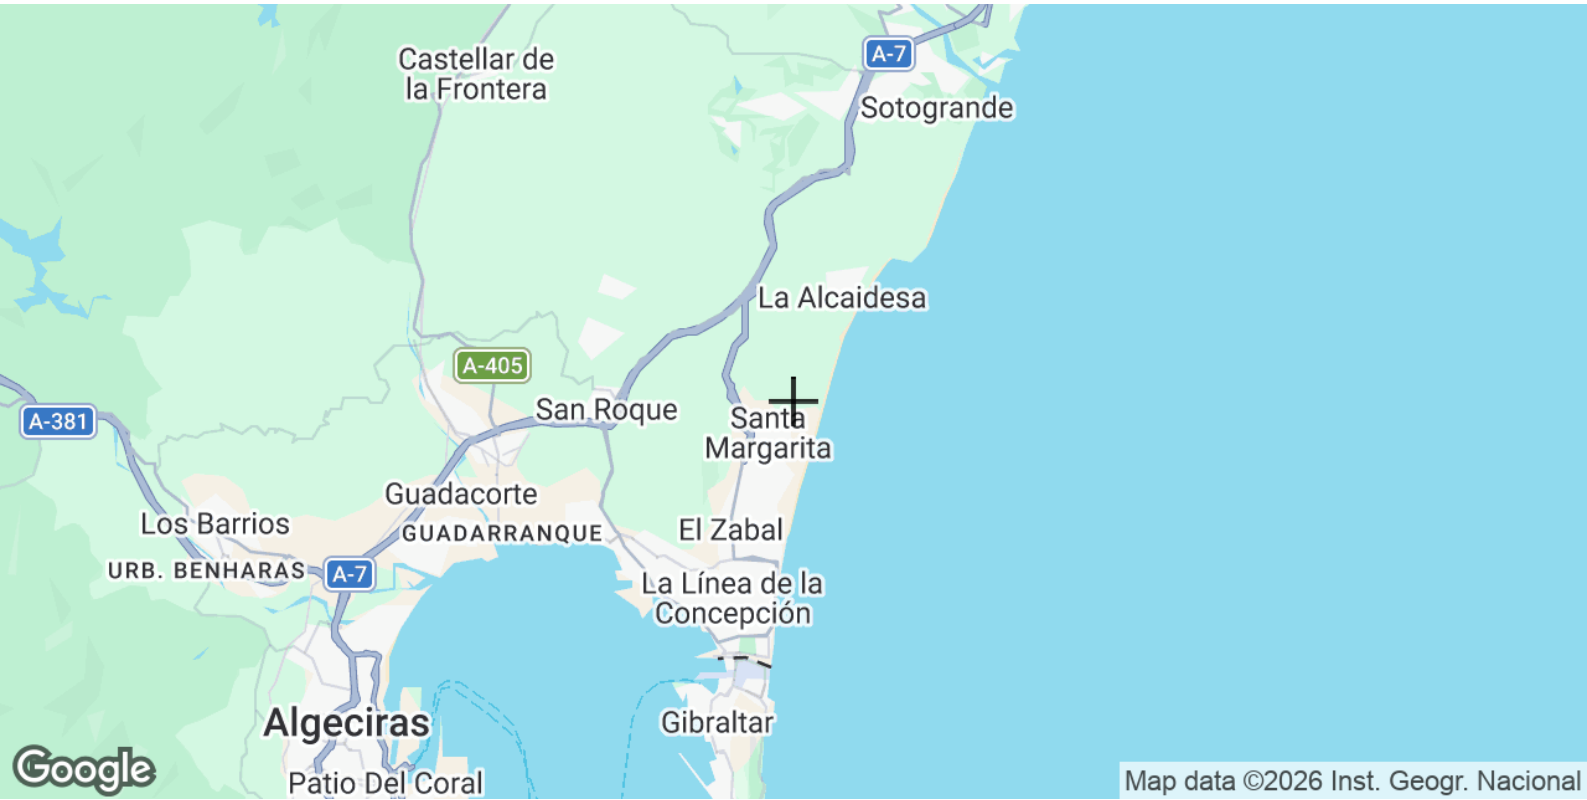 A-7
Castellar de
la Frontera
Sotogrande
La Alcaidesa
A-405
San Roque
A-381
Santa
Margarita
Guadacorte
Los Barrios
GUADARRANQUE
El Zabal
URB. BENHARAS
A-7
La Línea de la
Concepción
Algeciras
Gibraltar
Google
Patio Del Coral
Map data ©2026 Inst. Geogr. Nacional